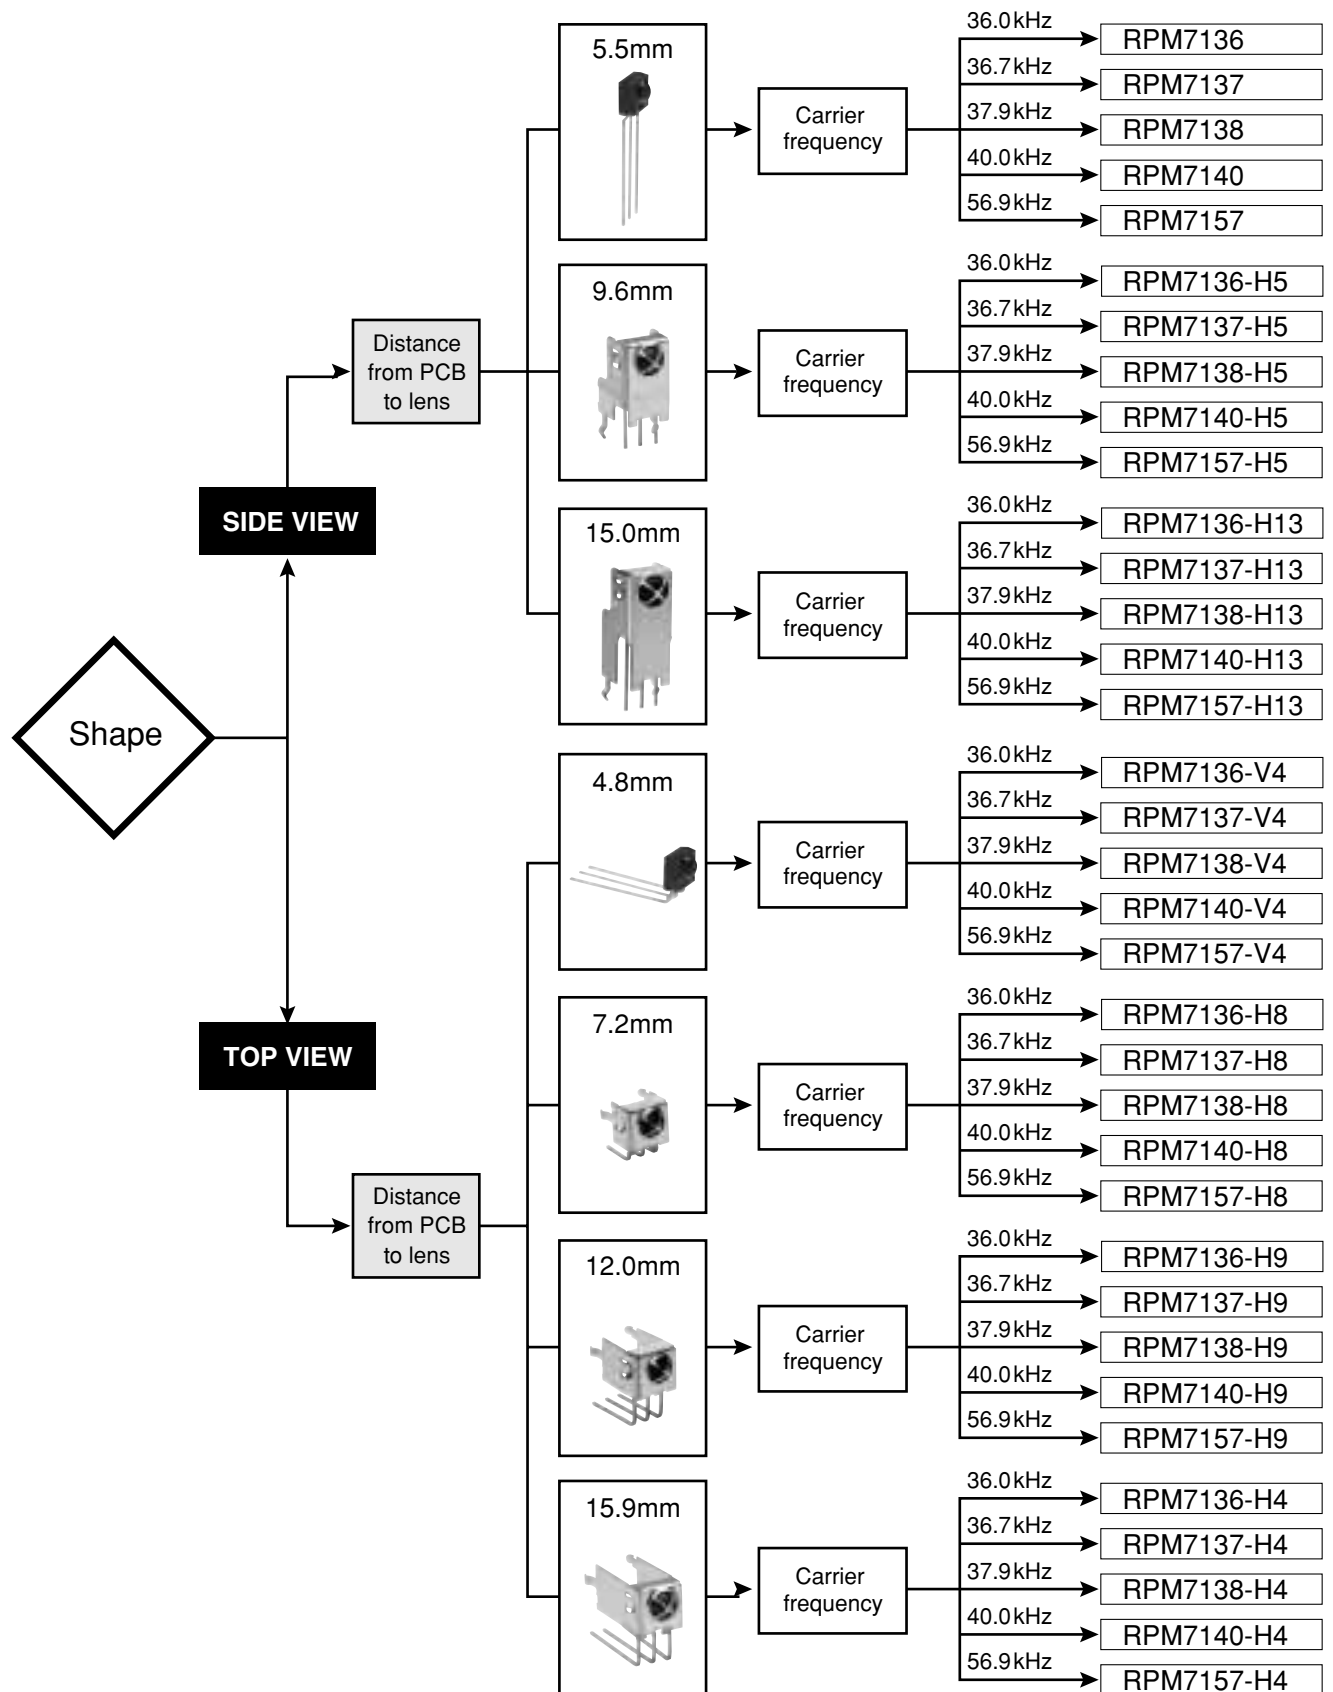 Shape
SIDE VIEW
Distance
from PCB
to lens
5.5mm
Carrier
frequency
36.0kHz
RPM7136
36.7kHz
RPM7137
37.9kHz
RPM7138
40.0kHz
RPM7140
56.9kHz
RPM7157
9.6mm
Carrier
frequency
36.0kHz
RPM7136-H5
36.7kHz
RPM7137-H5
37.9kHz
RPM7138-H5
40.0kHz
RPM7140-H5
56.9kHz
RPM7157-H5
15.0mm
Carrier
frequency
36.0kHz
RPM7136-H13
36.7kHz
RPM7137-H13
37.9kHz
RPM7138-H13
40.0kHz
RPM7140-H13
56.9kHz
RPM7157-H13
TOP VIEW
Distance
from PCB
to lens
4.8mm
Carrier
frequency
36.0kHz
RPM7136-V4
36.7kHz
RPM7137-V4
37.9kHz
RPM7138-V4
40.0kHz
RPM7140-V4
56.9kHz
RPM7157-V4
7.2mm
Carrier
frequency
36.0kHz
RPM7136-H8
36.7kHz
RPM7137-H8
37.9kHz
RPM7138-H8
40.0kHz
RPM7140-H8
56.9kHz
RPM7157-H8
12.0mm
Carrier
frequency
36.0kHz
RPM7136-H9
36.7kHz
RPM7137-H9
37.9kHz
RPM7138-H9
40.0kHz
RPM7140-H9
56.9kHz
RPM7157-H9
15.9mm
Carrier
frequency
36.0kHz
RPM7136-H4
36.7kHz
RPM7137-H4
37.9kHz
RPM7138-H4
40.0kHz
RPM7140-H4
56.9kHz
RPM7157-H4